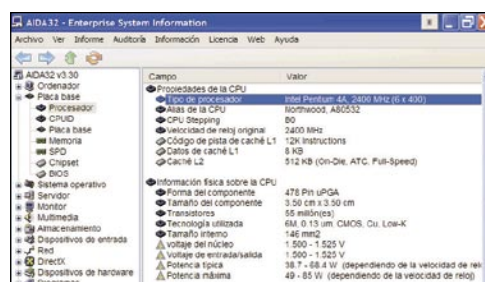 AIDA32 - Enterprise System Information
Archivo Ver Informe Auditoría Información Licencia Web Ayuda
AIDA32 v3.30
Ordenador
Placa base
Procesador
CPUID
Placa base
Memoria
SPD
Chipset
BIOS
Sistema operativo
Servidor
Monitor
Multimedia
Almacenamiento
Dispositivos de entrada
Red
DirectX
Dispositivos de hardware
Programas
Campo Valor
Propiedades de la CPU
Tipo de procesador Intel Pentium 4A, 2400 MHz (6 x 400)
Alias de la CPU Northwood, A80532
CPU Stepping B0
Velocidad de reloj original 2400 MHz
Código de pista de caché L1 12K Instructions
Datos de caché L1 8 KB
Caché L2 512 KB (On-Die, ATC, Full-Speed)
Información física sobre la CPU
Forma del componente 478 Pin uPGA
Tamaño del componente 3.50 cm x 3.50 cm
Transistores 55 millón(es)
Tecnología utilizada 6M, 0.13 um, CMOS, Cu, Low-K
Tamaño interno 146 mm2
voltaje del núcleo 1.500 - 1.525 V
Voltaje de entrada/salida 1.500 - 1.525 V
Potencia típica 38.7 - 68.4 W (dependiendo de la velocidad de relo
Potencia máxima 49 - 85 W (dependiendo de la velocidad de reloj)